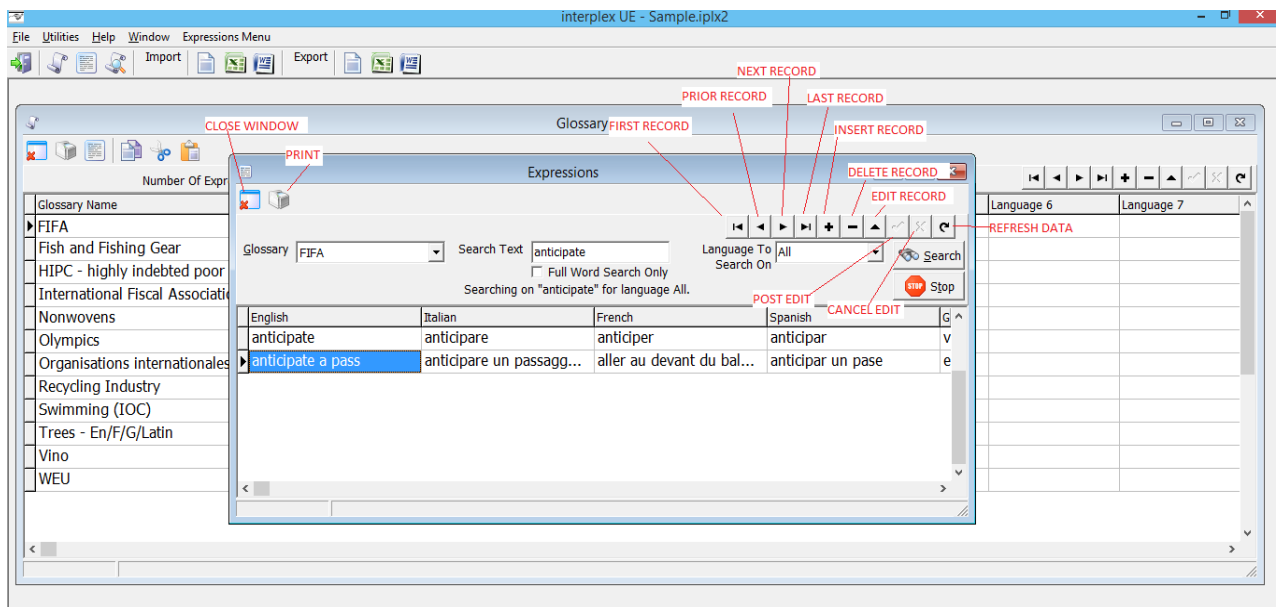 interplex UE - Sample.iplx2
File Utilities Help Window Expressions Menu
Import Export
NEXT RECORD
PRIOR RECORD LAST RECORD
CLOSE WINDOW Glossary FIRST RECORD INSERT RECORD
PRINT
Expressions DELETE RECORD
Number Of Expr
EDIT RECORD
Glossary Name Language 6 Language 7
FIFA
REFRESH DATA
Fish and Fishing Gear
HIPC - highly indebted poor
International Fiscal Associati
Nonwovens
Olympics
Organisations internationales
Recycling Industry
Swimming (IOC)
Trees - En/F/G/Latin
Vino
WEU
Glossary FIFA Search Text anticipate Language To Search On All Search
Full Word Search Only
Searching on "anticipate" for language All. Stop
POST EDIT CANCEL EDIT
English Italian French Spanish G
anticipate anticipare anticiper anticipar v
anticipate a pass anticipare un passagg... aller au devant du bal... anticipar un pase e